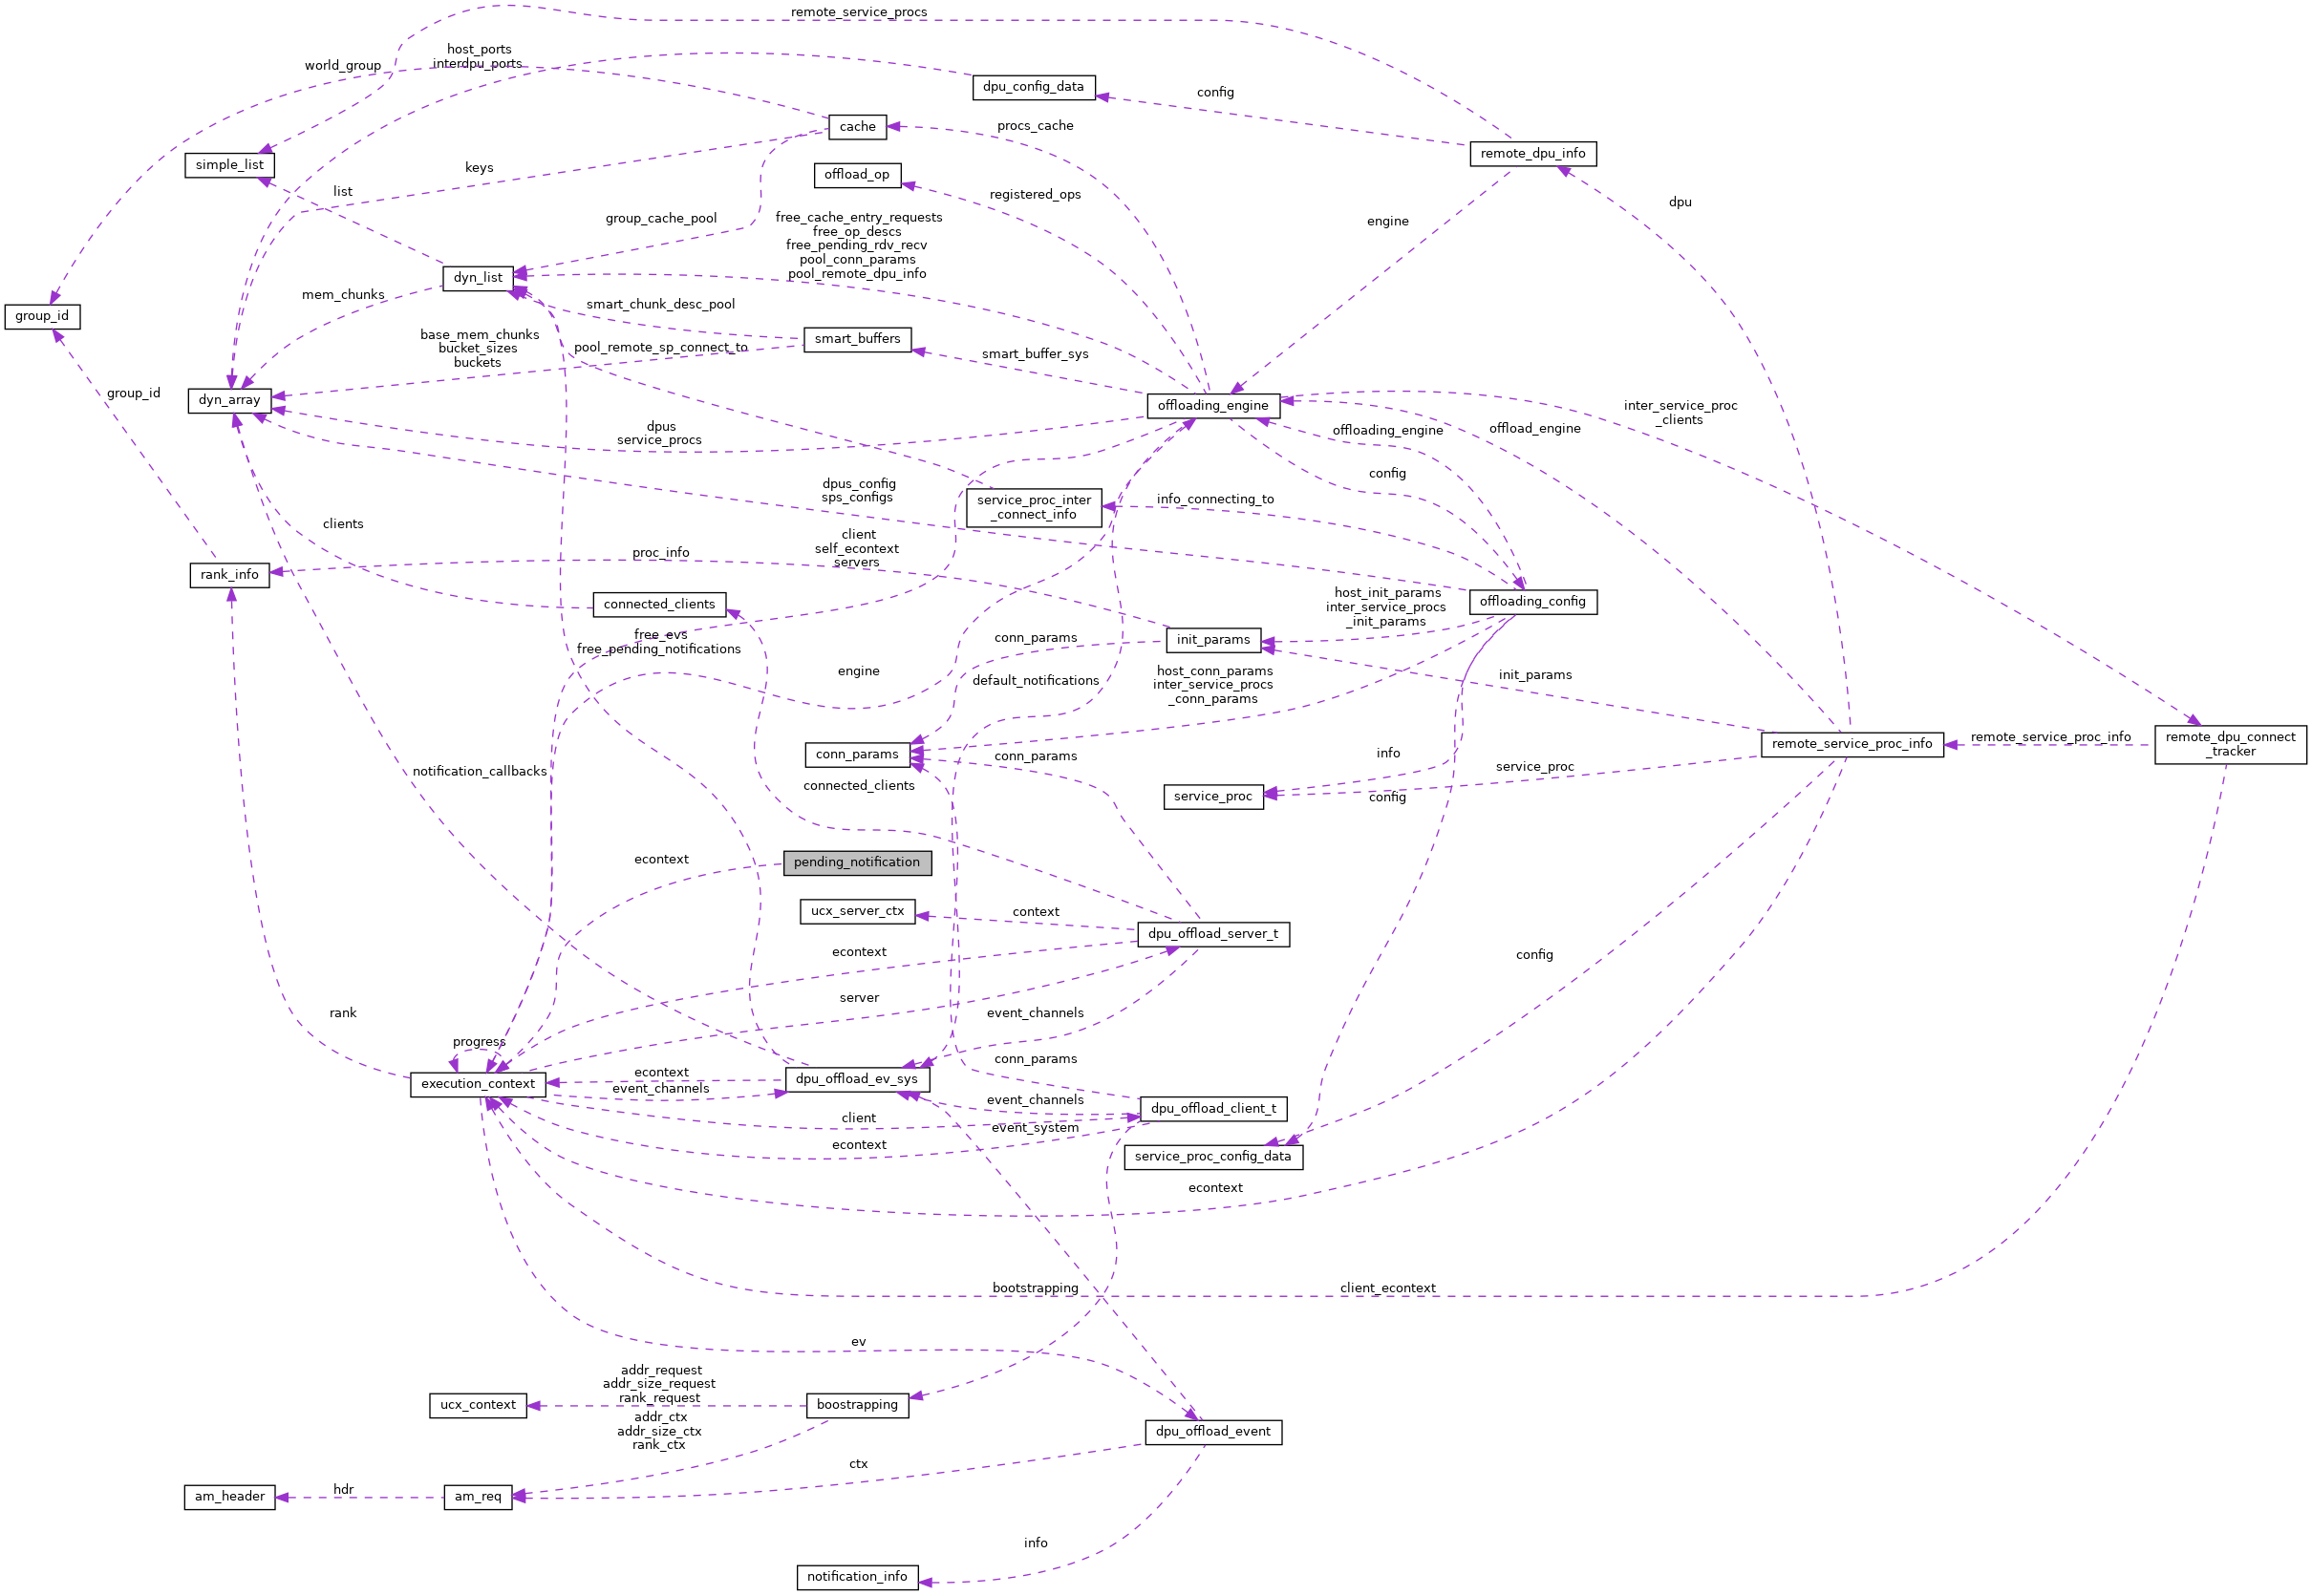 remote_service_procs
host_ports
interdpu_ports
world_group
dpu_config_data
config
cache
procs_cache
remote_dpu_info
simple_list
keys
offload_op
list
registered_ops
dpu
group_cache_pool
free_cache_entry_requests
free_op_descs
free_pending_rdv_recv
pool_conn_params
pool_remote_dpu_info
engine
dyn_list
mem_chunks
smart_chunk_desc_pool
group_id
base_mem_chunks
bucket_sizes
buckets
pool_remote_sp_connect_to
smart_buffers
smart_buffer_sys
group_id
dyn_array
offloading_engine
inter_service_proc
_clients
dpus
service_procs
offloading_engine
offload_engine
config
dpus_config
sps_configs
service_proc_inter
_connect_info
info_connecting_to
clients
client
self_econtext
servers
proc_info
rank_info
connected_clients
offloading_config
host_init_params
inter_service_procs
_init_params
free_evs
free_pending_notifications
conn_params
init_params
engine
default_notifications
host_conn_params
inter_service_procs
_conn_params
init_params
conn_params
conn_params
info
remote_service_proc_info
remote_service_proc_info
remote_dpu_connect
_tracker
notification_callbacks
connected_clients
service_proc
config
service_proc
econtext
pending_notification
ucx_server_ctx
context
dpu_offload_server_t
econtext
config
server
rank
event_channels
progress
conn_params
execution_context
econtext
event_channels
dpu_offload_ev_sys
event_channels
dpu_offload_client_t
client
event_system
econtext
service_proc_config_data
econtext
bootstrapping
client_econtext
ev
addr_request
addr_size_request
rank_request
ucx_context
boostrapping
addr_ctx
addr_size_ctx
rank_ctx
dpu_offload_event
ctx
am_header
hdr
am_req
info
notification_info